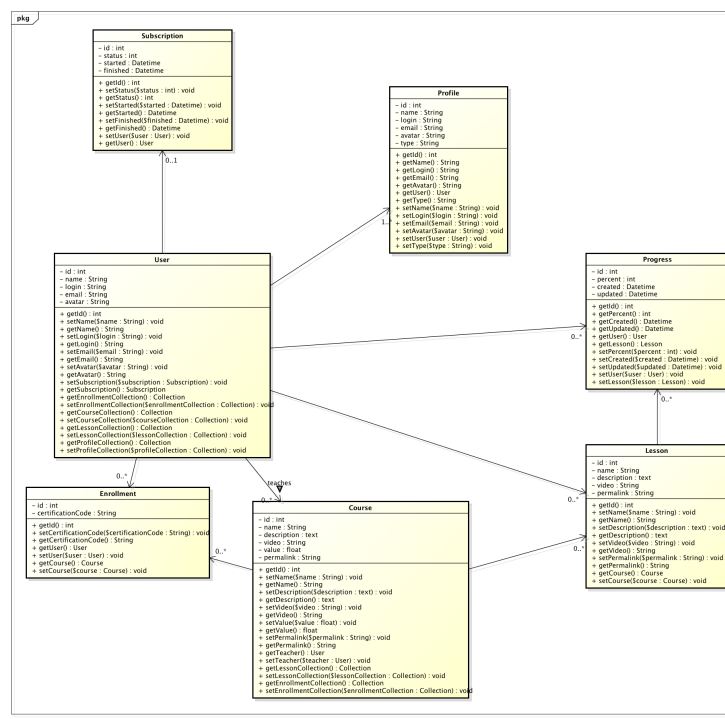 pkg
Subscription
– id : int
– status : int
– started : Datetime
– finished : Datetime
+ getId() : int
+ setStatus($status : int) : void
+ getStatus() : int
+ setStarted($started : Datetime) : void
+ getStarted() : Datetime
+ setFinished($finished : Datetime) : void
+ getFinished() : Datetime
+ setUser($user : User) : void
+ getUser() : User
0..1
Profile
– id : int
– name : String
– login : String
– email : String
– avatar : String
– type : String
+ getId() : int
+ getName() : String
+ getLogin() : String
+ getEmail() : String
+ getAvatar() : String
+ getUser() : User
+ getType() : String
+ setName($name : String) : void
+ setLogin($login : String) : void
+ setEmail($email : String) : void
+ setAvatar($avatar : String) : void
+ setUser($user : User) : void
+ setType($type : String) : void
1..*
User
– id : int
– name : String
– login : String
– email : String
– avatar : String
+ getId() : int
+ setName($name : String) : void
+ getName() : String
+ setLogin($login : String) : void
+ getLogin() : String
+ setEmail($email : String) : void
+ getEmail() : String
+ setAvatar($avatar : String) : void
+ getAvatar() : String
+ setSubscription($subscription : Subscription) : void
+ getSubscription() : Subscription
+ getEnrollmentCollection() : Collection
+ setEnrollmentCollection($enrollmentCollection : Collection) : void
+ getCourseCollection() : Collection
+ setCourseCollection($courseCollection : Collection) : void
+ getLessonCollection() : Collection
+ setLessonCollection($lessonCollection : Collection) : void
+ getProfileCollection() : Collection
+ setProfileCollection($profileCollection : Collection) : void
Progress
– id : int
– percent : int
– created : Datetime
– updated : Datetime
+ getId() : int
+ getPercent() : int
+ getCreated() : Datetime
+ getUpdated() : Datetime
+ getUser() : User
+ getLesson() : Lesson
+ setPercent($percent : int) : void
+ setCreated($created : Datetime) : void
+ setUpdated($updated : Datetime) : void
+ setUser($user : User) : void
+ setLesson($lesson : Lesson) : void
0..*
0..*
Lesson
– id : int
– name : String
– description : text
– video : String
– permalink : String
+ getId() : int
+ setName($name : String) : void
+ getName() : String
+ setDescription($description : text) : void
+ getDescription() : text
+ setVideo($video : String) : void
+ getVideo() : String
+ setPermalink($permalink : String) : void
+ getPermalink() : String
+ getCourse() : Course
+ setCourse($course : Course) : void
0..*
0..*
0..*
Enrollment
– id : int
– certificationCode : String
+ getId() : int
+ setCertificationCode($certificationCode : String) : void
+ getCertificationCode() : String
+ getUser() : User
+ setUser($user : User) : void
+ getCourse() : Course
+ setCourse($course : Course) : void
0..*
teaches
0..*
Course
– id : int
– name : String
– description : text
– video : String
– value : float
– permalink : String
+ getId() : int
+ setName($name : String) : void
+ getName() : String
+ setDescription($description : text) : void
+ getDescription() : text
+ setVideo($video : String) : void
+ getVideo() : String
+ setValue($value : float) : void
+ getValue() : float
+ setPermalink($permalink : String) : void
+ getPermalink() : String
+ getTeacher() : User
+ setTeacher($teacher : User) : void
+ getLessonCollection() : Collection
+ setLessonCollection($lessonCollection : Collection) : void
+ getEnrollmentCollection() : Collection
+ setEnrollmentCollection($enrollmentCollection : Collection) : void